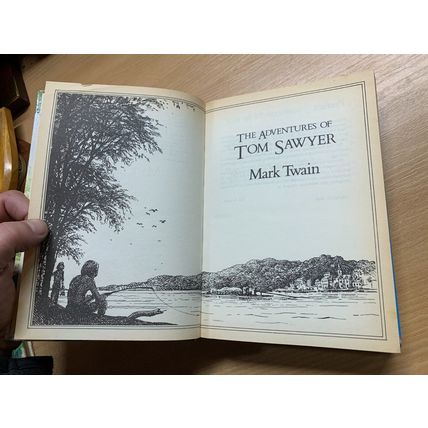 THE ADVENTURES OF
TOM SAWYER
Mark Twain